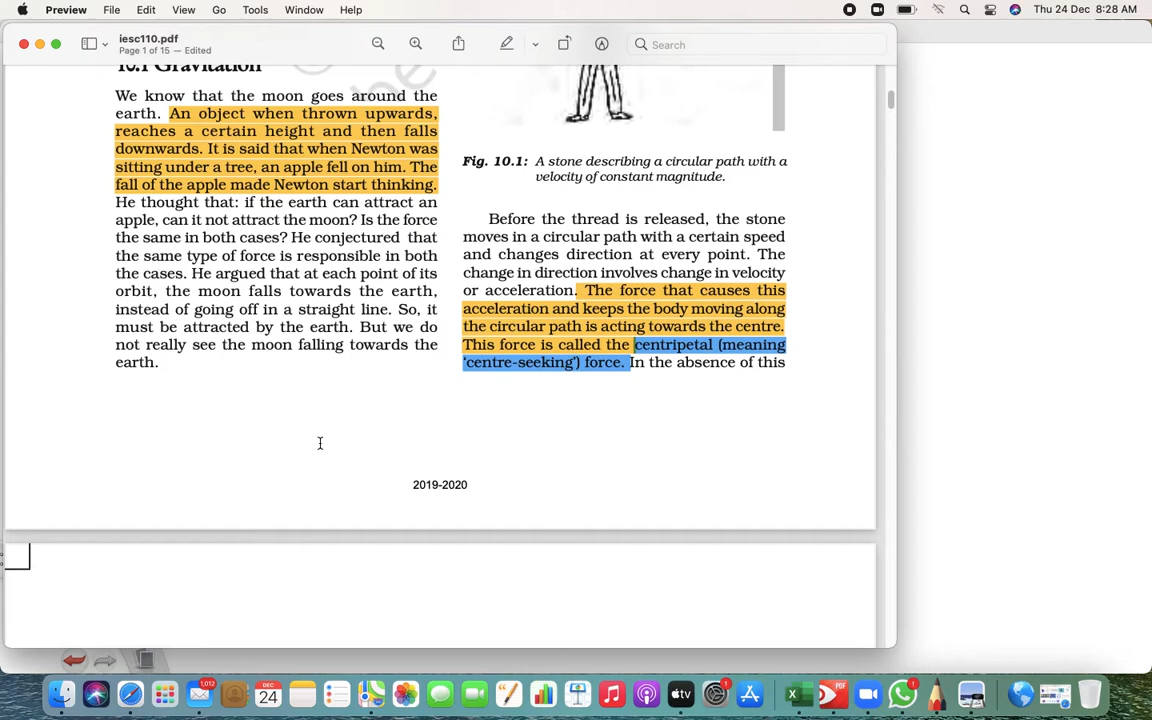 Preview File Edit View Go Tools Window Help Thu 24 Dec 8:28 AM
iesc110.pdf
Page 1 of 15 — Edited
Search
10.1 Gravitation
We know that the moon goes around the
earth. An object when thrown upwards,
reaches a certain height and then falls
downwards. It is said that when Newton was
sitting under a tree, an apple fell on him. The
fall of the apple made Newton start thinking.
He thought that: if the earth can attract an
apple, can it not attract the moon? Is the force
the same in both cases? He conjectured that
the same type of force is responsible in both
the cases. He argued that at each point of its
orbit, the moon falls towards the earth,
instead of going off in a straight line. So, it
must be attracted by the earth. But we do
not really see the moon falling towards the
earth.
Fig. 10.1: A stone describing a circular path with a
velocity of constant magnitude.
Before the thread is released, the stone
moves in a circular path with a certain speed
and changes direction at every point. The
change in direction involves change in velocity
or acceleration. The force that causes this
acceleration and keeps the body moving along
the circular path is acting towards the centre.
This force is called the centripetal (meaning
‘centre-seeking’) force. In the absence of this
2019-2020
be
1,012
DEC
24
tv
1
PDF
1